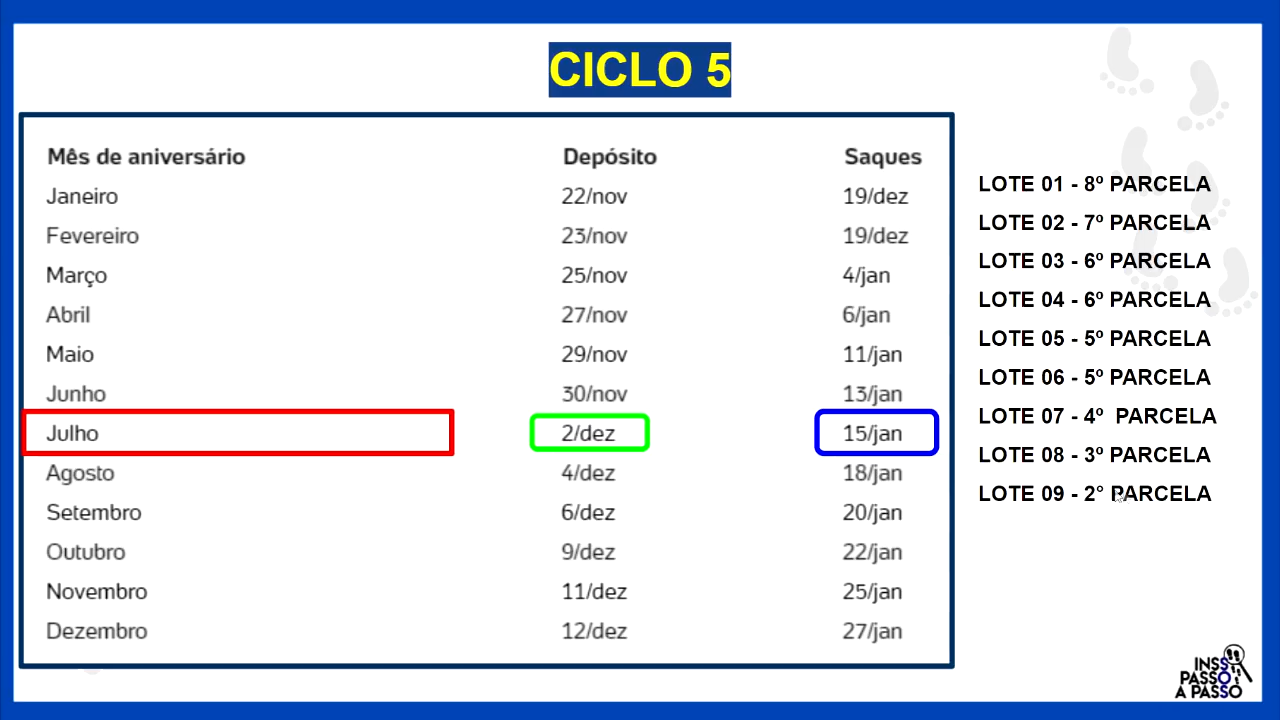 CICLO 5
Mês de aniversário Depósito Saques
Janeiro 22/nov 19/dez
Fevereiro 23/nov 19/dez
Março 25/nov 4/jan
Abril 27/nov 6/jan
Maio 29/nov 11/jan
Junho 30/nov 13/jan
Julho 2/dez 15/jan
Agosto 4/dez 18/jan
Setembro 6/dez 20/jan
Outubro 9/dez 22/jan
Novembro 11/dez 25/jan
Dezembro 12/dez 27/jan
LOTE 01 - 8º PARCELA
LOTE 02 - 7º PARCELA
LOTE 03 - 6º PARCELA
LOTE 04 - 6º PARCELA
LOTE 05 - 5º PARCELA
LOTE 06 - 5º PARCELA
LOTE 07 - 4º PARCELA
LOTE 08 - 3º PARCELA
LOTE 09 - 2° PARCELA
INSS
PASSO
A PASSO